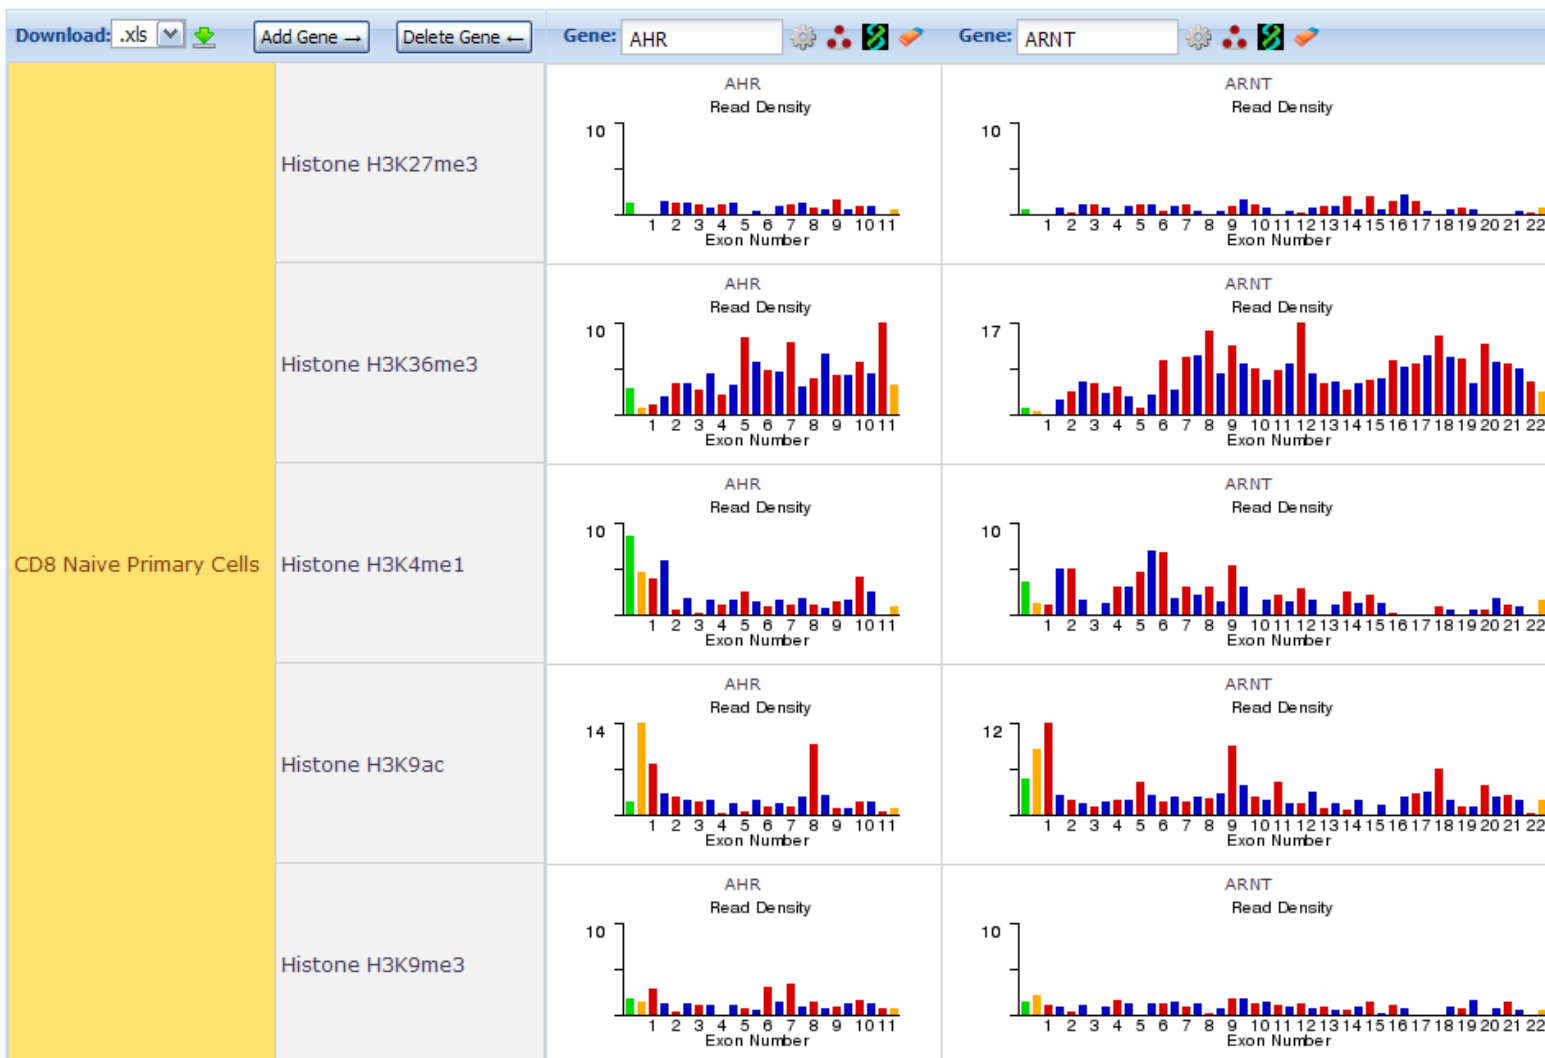 Download: .xls Add Gene → Delete Gene ← Gene: AHR Gene: ARNT
CD8 Naive Primary Cells
Histone H3K27me3
AHR
Read Density
10
1 2 3 4 5 6 7 8 9 10 11
Exon Number
ARNT
Read Density
10
1 2 3 4 5 6 7 8 9 10 11 12 13 14 15 16 17 18 19 20 21 22
Exon Number
Histone H3K36me3
AHR
Read Density
10
1 2 3 4 5 6 7 8 9 10 11
Exon Number
ARNT
Read Density
17
1 2 3 4 5 6 7 8 9 10 11 12 13 14 15 16 17 18 19 20 21 22
Exon Number
Histone H3K4me1
AHR
Read Density
10
1 2 3 4 5 6 7 8 9 10 11
Exon Number
ARNT
Read Density
10
1 2 3 4 5 6 7 8 9 10 11 12 13 14 15 16 17 18 19 20 21 22
Exon Number
Histone H3K9ac
AHR
Read Density
14
1 2 3 4 5 6 7 8 9 10 11
Exon Number
ARNT
Read Density
12
1 2 3 4 5 6 7 8 9 10 11 12 13 14 15 16 17 18 19 20 21 22
Exon Number
Histone H3K9me3
AHR
Read Density
10
1 2 3 4 5 6 7 8 9 10 11
Exon Number
ARNT
Read Density
10
1 2 3 4 5 6 7 8 9 10 11 12 13 14 15 16 17 18 19 20 21 22
Exon Number